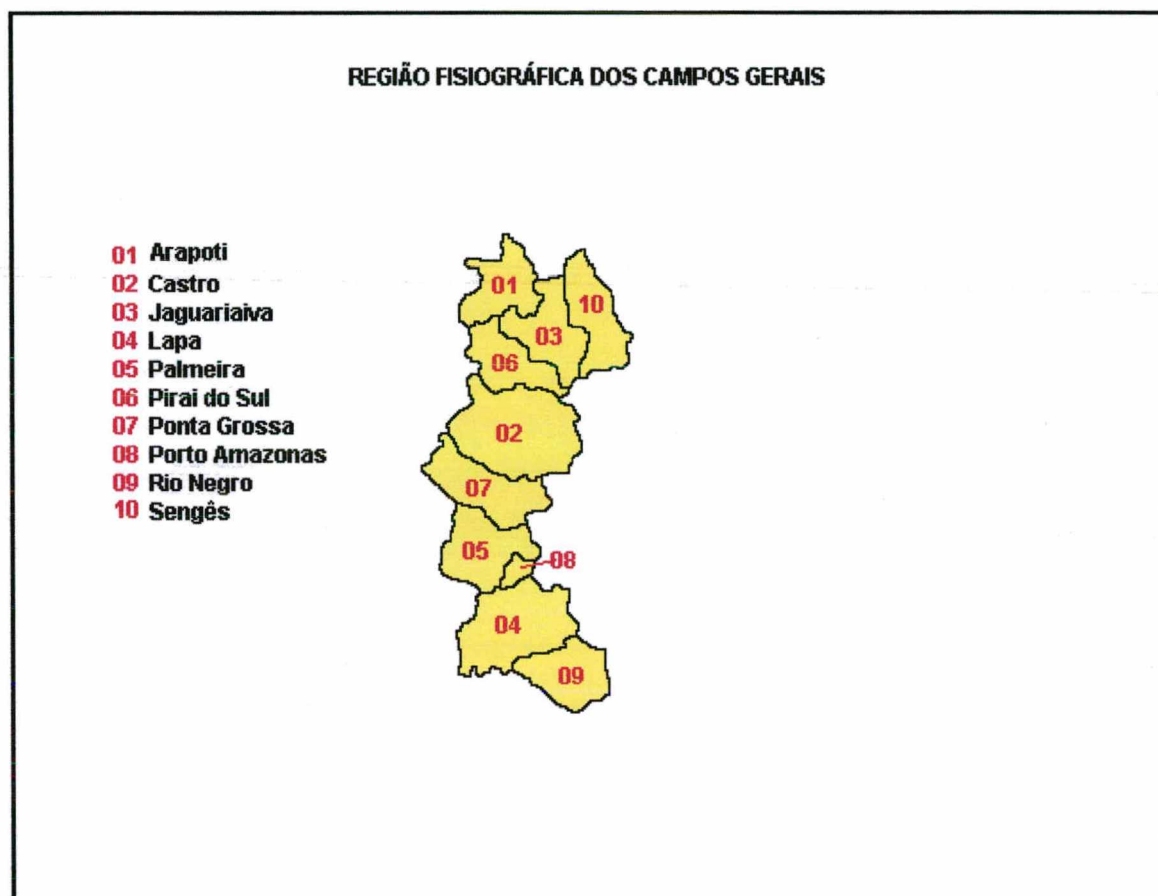 REGIÃO FISIOGRÁFICA DOS CAMPOS GERAIS
01 Arapoti
02 Castro
03 Jaguariaiva
04 Lapa
05 Palmeira
06 Pirai do Sul
07 Ponta Grossa
08 Porto Amazonas
09 Rio Negro
10 Sengês
01
10
03
06
02
07
05
08
04
09